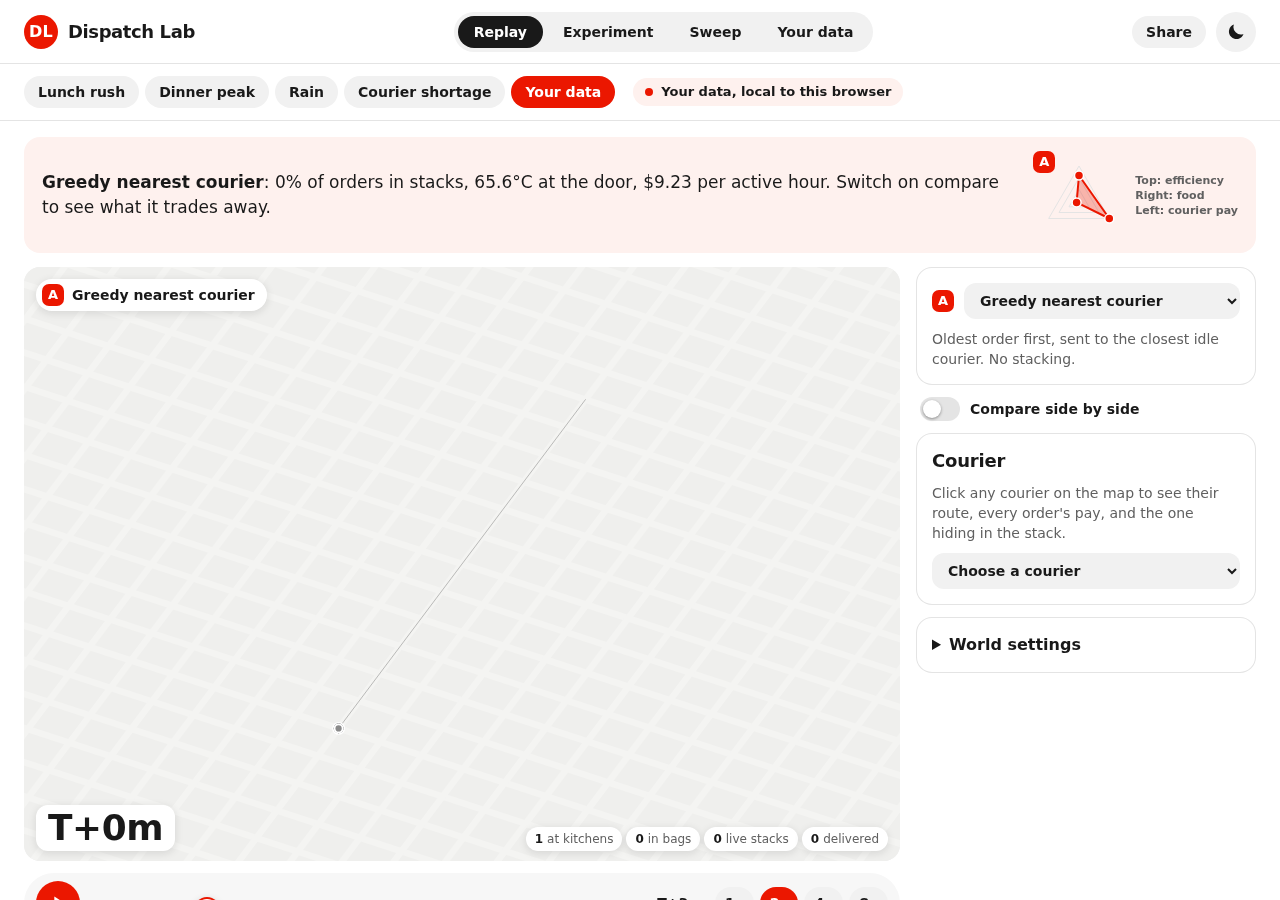 DL Dispatch Lab
Replay Experiment Sweep Your data
Share
Lunch rush Dinner peak Rain Courier shortage Your data
Your data, local to this browser
Greedy nearest courier: 0% of orders in stacks, 65.6°C at the door, $9.23 per active hour. Switch on compare
to see what it trades away.
A
Top: efficiency
Right: food
Left: courier pay
A Greedy nearest courier
T+0m
1 at kitchens 0 in bags 0 live stacks 0 delivered
A Greedy nearest courier
Oldest order first, sent to the closest idle
courier. No stacking.
Compare side by side
Courier
Click any courier on the map to see their
route, every order's pay, and the one
hiding in the stack.
Choose a courier
World settings